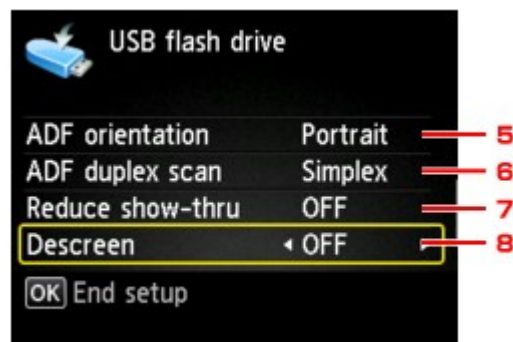 USB flash drive
ADF orientation Portrait 5
ADF duplex scan Simplex 6
Reduce show-thru OFF 7
Descreen OFF 8
OK End setup